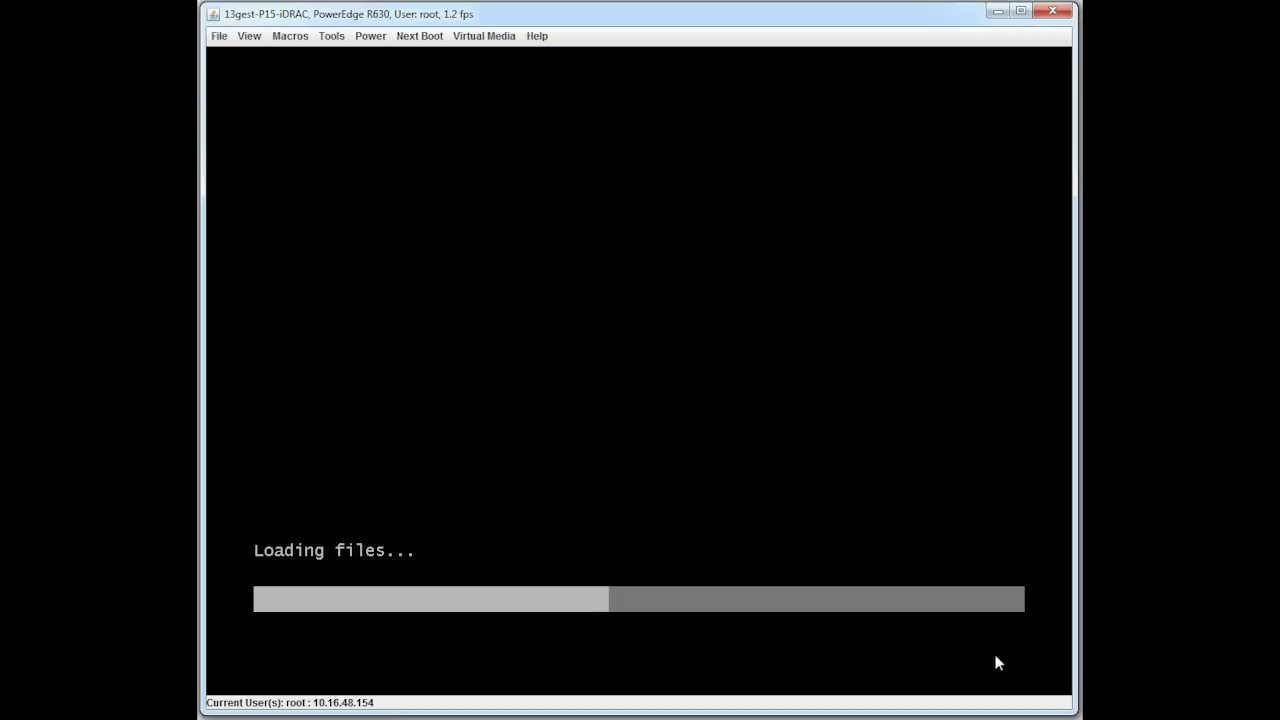 13gest-P15-iDRAC, PowerEdge R630, User: root, 1.2 fps
File View Macros Tools Power Next Boot Virtual Media Help
Loading files...
Current User(s): root : 10.16.48.154